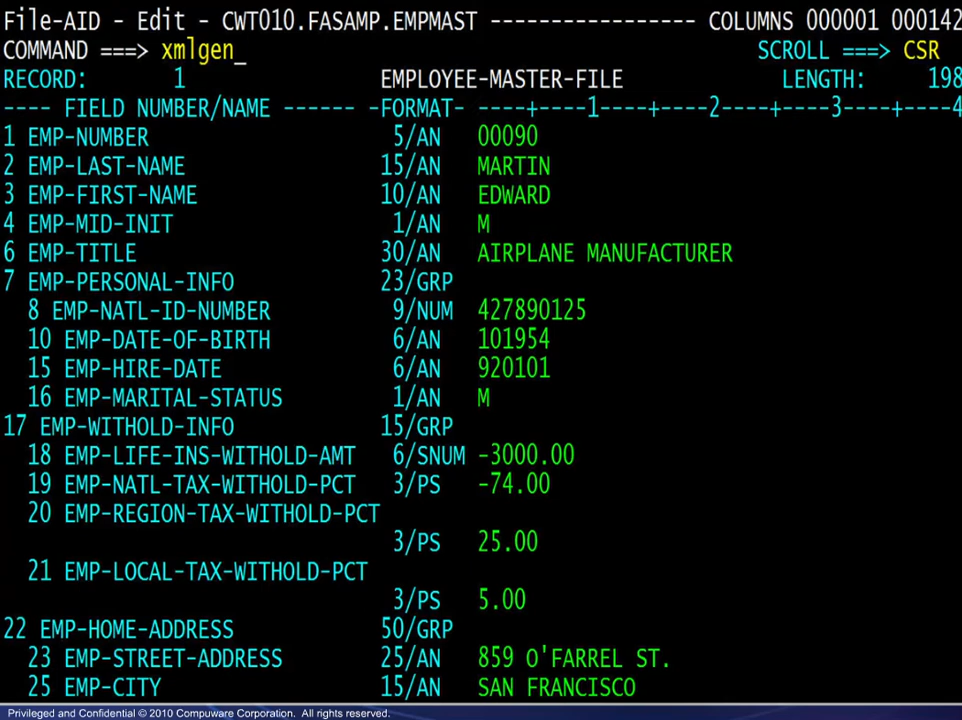 File-AID - Edit - CWT010.FASAMP.EMPMAST ------------------ COLUMNS 000001 000142
COMMAND ===> xmlgen_ SCROLL ===> CSR
RECORD: 1 EMPLOYEE-MASTER-FILE LENGTH: 198
---- FIELD NUMBER/NAME ------ -FORMAT- ----+----1----+----2----+----3----+----4
1 EMP-NUMBER 5/AN 00090
2 EMP-LAST-NAME 15/AN MARTIN
3 EMP-FIRST-NAME 10/AN EDWARD
4 EMP-MID-INIT 1/AN M
6 EMP-TITLE 30/AN AIRPLANE MANUFACTURER
7 EMP-PERSONAL-INFO 23/GRP
8 EMP-NATL-ID-NUMBER 9/NUM 427890125
10 EMP-DATE-OF-BIRTH 6/AN 101954
15 EMP-HIRE-DATE 6/AN 920101
16 EMP-MARITAL-STATUS 1/AN M
17 EMP-WITHOLD-INFO 15/GRP
18 EMP-LIFE-INS-WITHOLD-AMT 6/SNUM -3000.00
19 EMP-NATL-TAX-WITHOLD-PCT 3/PS -74.00
20 EMP-REGION-TAX-WITHOLD-PCT
3/PS 25.00
21 EMP-LOCAL-TAX-WITHOLD-PCT
3/PS 5.00
22 EMP-HOME-ADDRESS 50/GRP
23 EMP-STREET-ADDRESS 25/AN 859 O'FARREL ST.
25 EMP-CITY 15/AN SAN FRANCISCO
Privileged and Confidential © 2010 Compuware Corporation. All rights reserved.